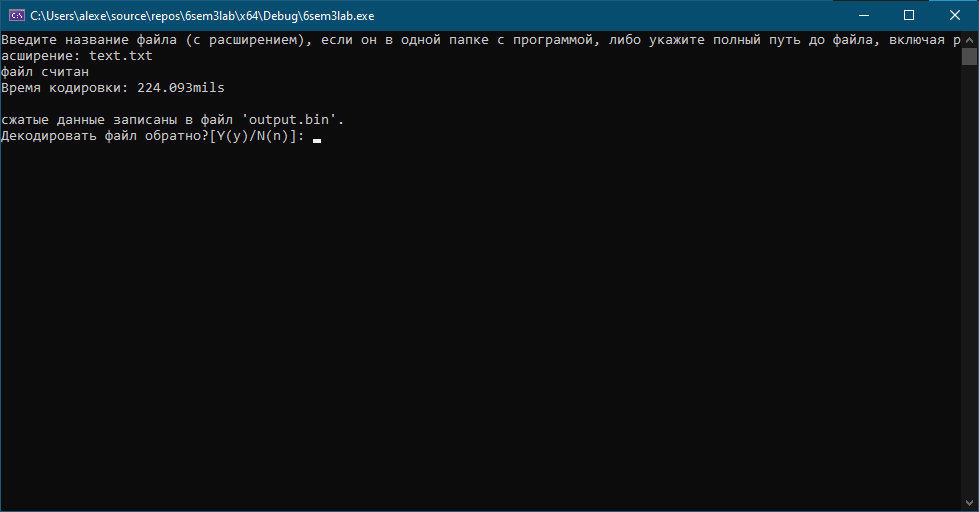 C:\Users\alexe\source\repos\6sem3lab\x64\Debug\6sem3lab.exe
Введите название файла (с расширением), если он в одной папке с программой, либо укажите полный путь до файла, включая р
асширение: text.txt
файл считан
Время кодировки: 224.093mils
сжатые данные записаны в файл 'output.bin'.
Декодировать файл обратно?[Y(y)/N(n)]: